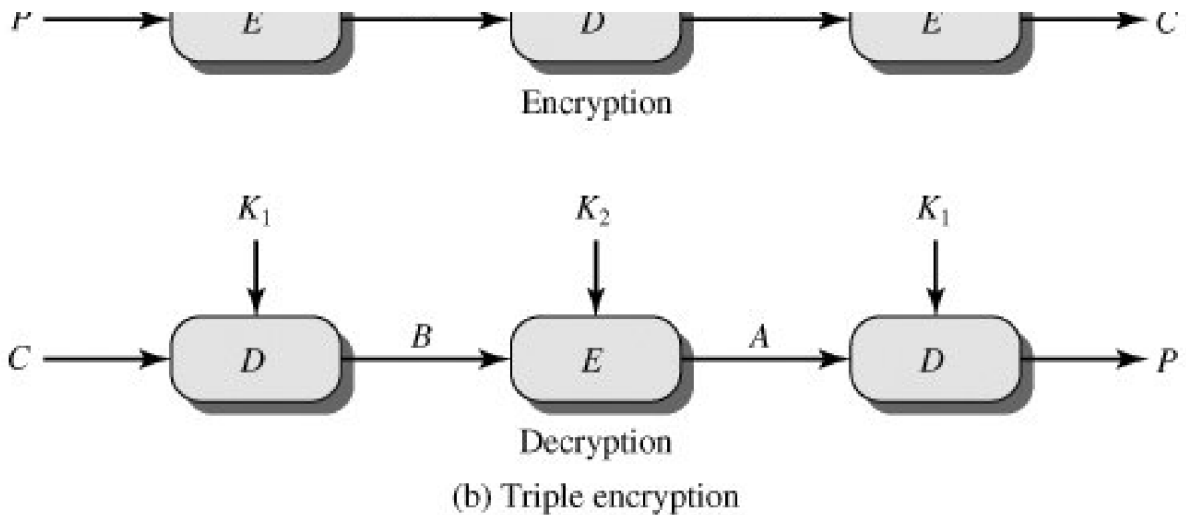 P E D E C
Encryption
K₁ K₂ K₁
C D B E A D P
Decryption
(b) Triple encryption